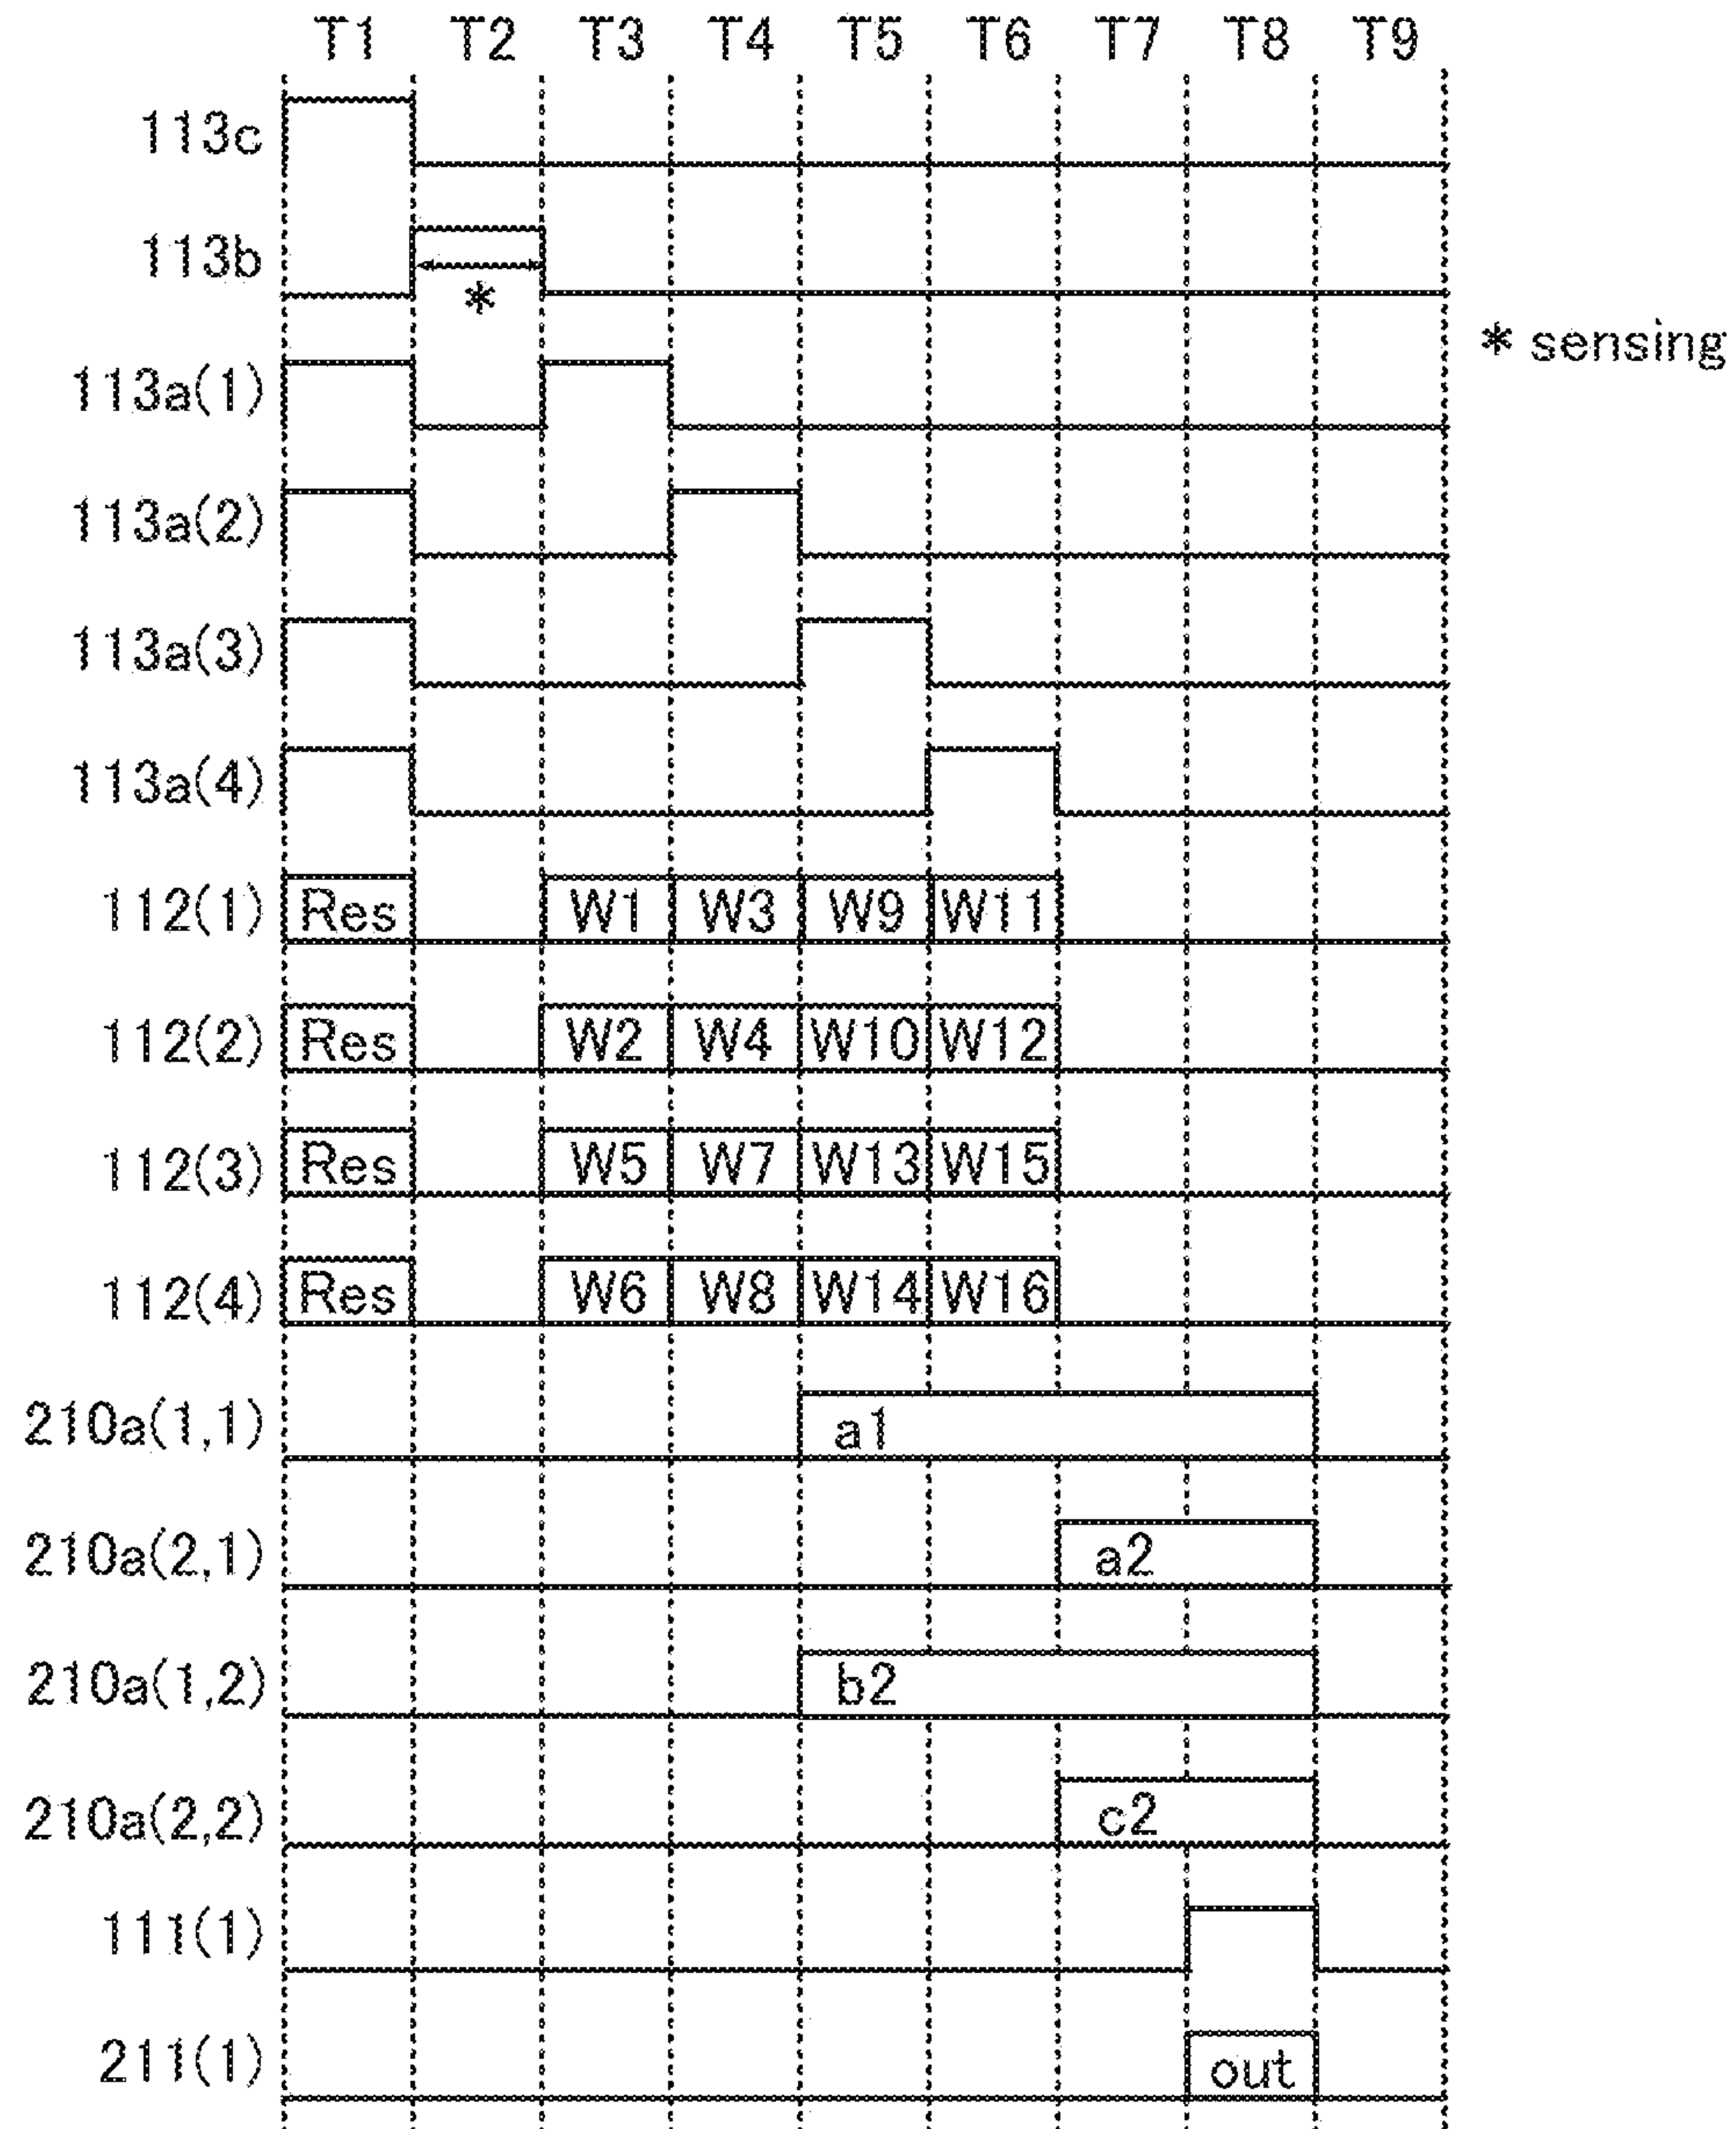 T1 T2 T3 T4 T5 T6 T7 T8 T9
113c
113b
*
* sensing
113a(1)
113a(2)
113a(3)
113a(4)
112(1) Res W1 W3 W9 W11
112(2) Res W2 W4 W10 W12
112(3) Res W5 W7 W13 W15
112(4) Res W6 W8 W14 W16
210a(1,1) a1
210a(2,1) a2
210a(1,2) b2
210a(2,2) c2
111(1)
211(1) out